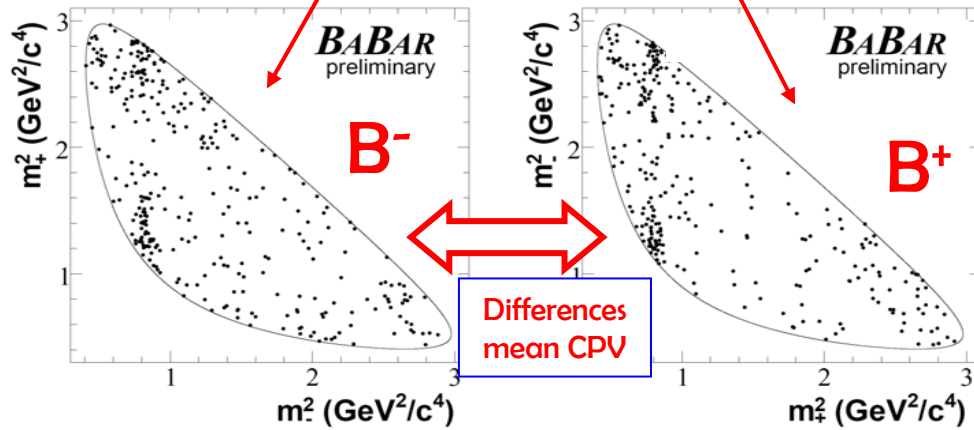 3
BABAR
preliminary
B-
2
1
m²₊ (GeV²/c⁴)
1
2
3
m²₋ (GeV²/c⁴)
3
BABAR
preliminary
B+
2
1
m²₋ (GeV²/c⁴)
1
2
3
m²₊ (GeV²/c⁴)
Differences
mean CPV